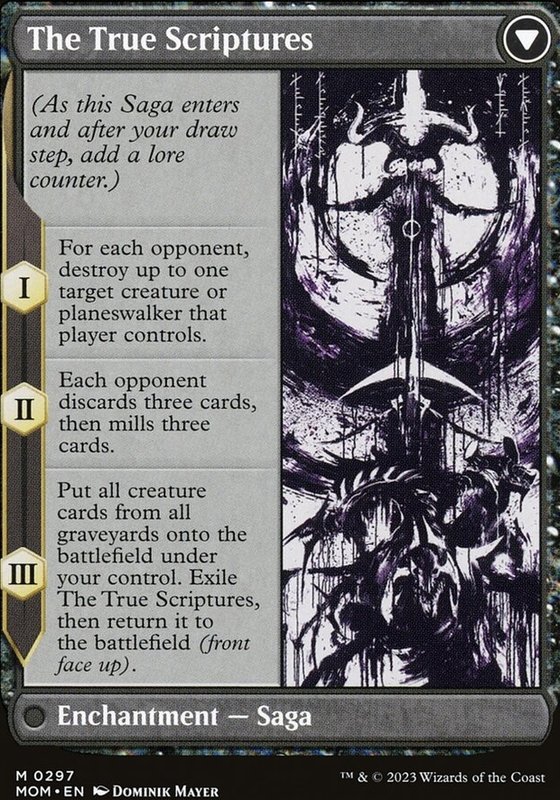 The True Scriptures
(As this Saga enters
and after your draw
step, add a lore
counter.)
I
For each opponent,
destroy up to one
target creature or
planeswalker that
player controls.
II
Each opponent
discards three cards,
then mills three
cards.
III
Put all creature
cards from all
graveyards onto the
battlefield under
your control. Exile
The True Scriptures,
then return it to
the battlefield (front
face up).
Enchantment — Saga
M 0297
MOM • EN Dominik Mayer
™ & © 2023 Wizards of the Coast